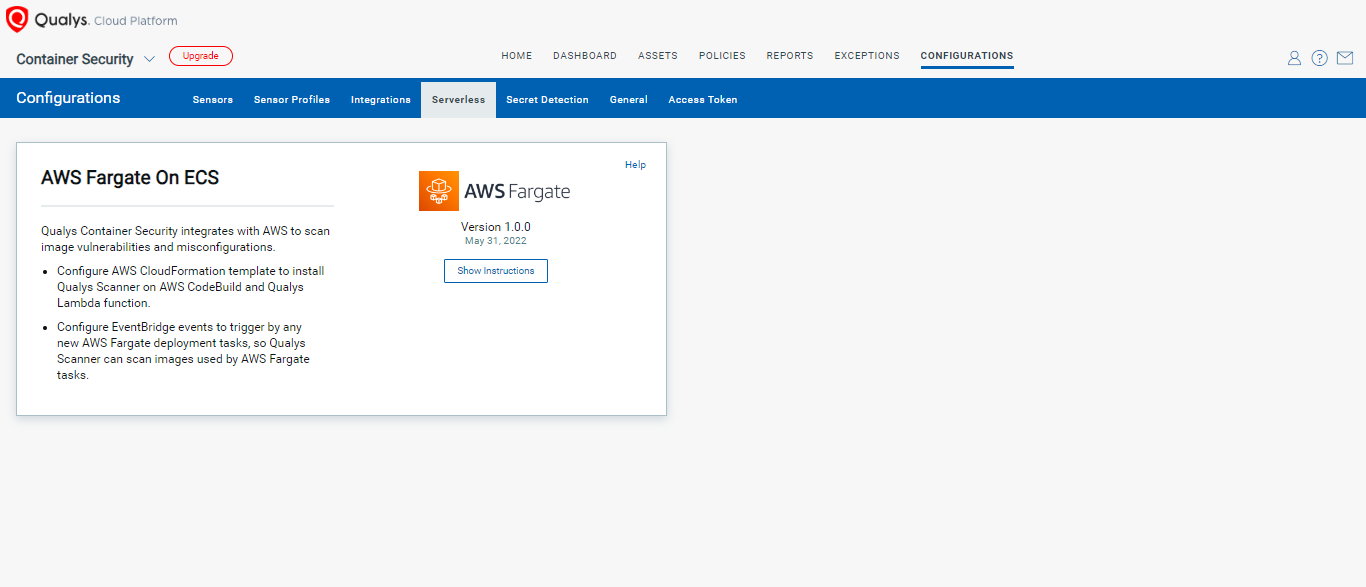 Qualys. Cloud Platform
Container Security
Upgrade
HOME DASHBOARD ASSETS POLICIES REPORTS EXCEPTIONS CONFIGURATIONS
Configurations
Sensors Sensor Profiles Integrations Serverless Secret Detection General Access Token
Help
AWS Fargate On ECS
Qualys Container Security integrates with AWS to scan
image vulnerabilities and misconfigurations.
• Configure AWS CloudFormation template to install
Qualys Scanner on AWS CodeBuild and Qualys
Lambda function.
• Configure EventBridge events to trigger by any
new AWS Fargate deployment tasks, so Qualys
Scanner can scan images used by AWS Fargate
tasks.
AWS Fargate
Version 1.0.0
May 31, 2022
Show Instructions